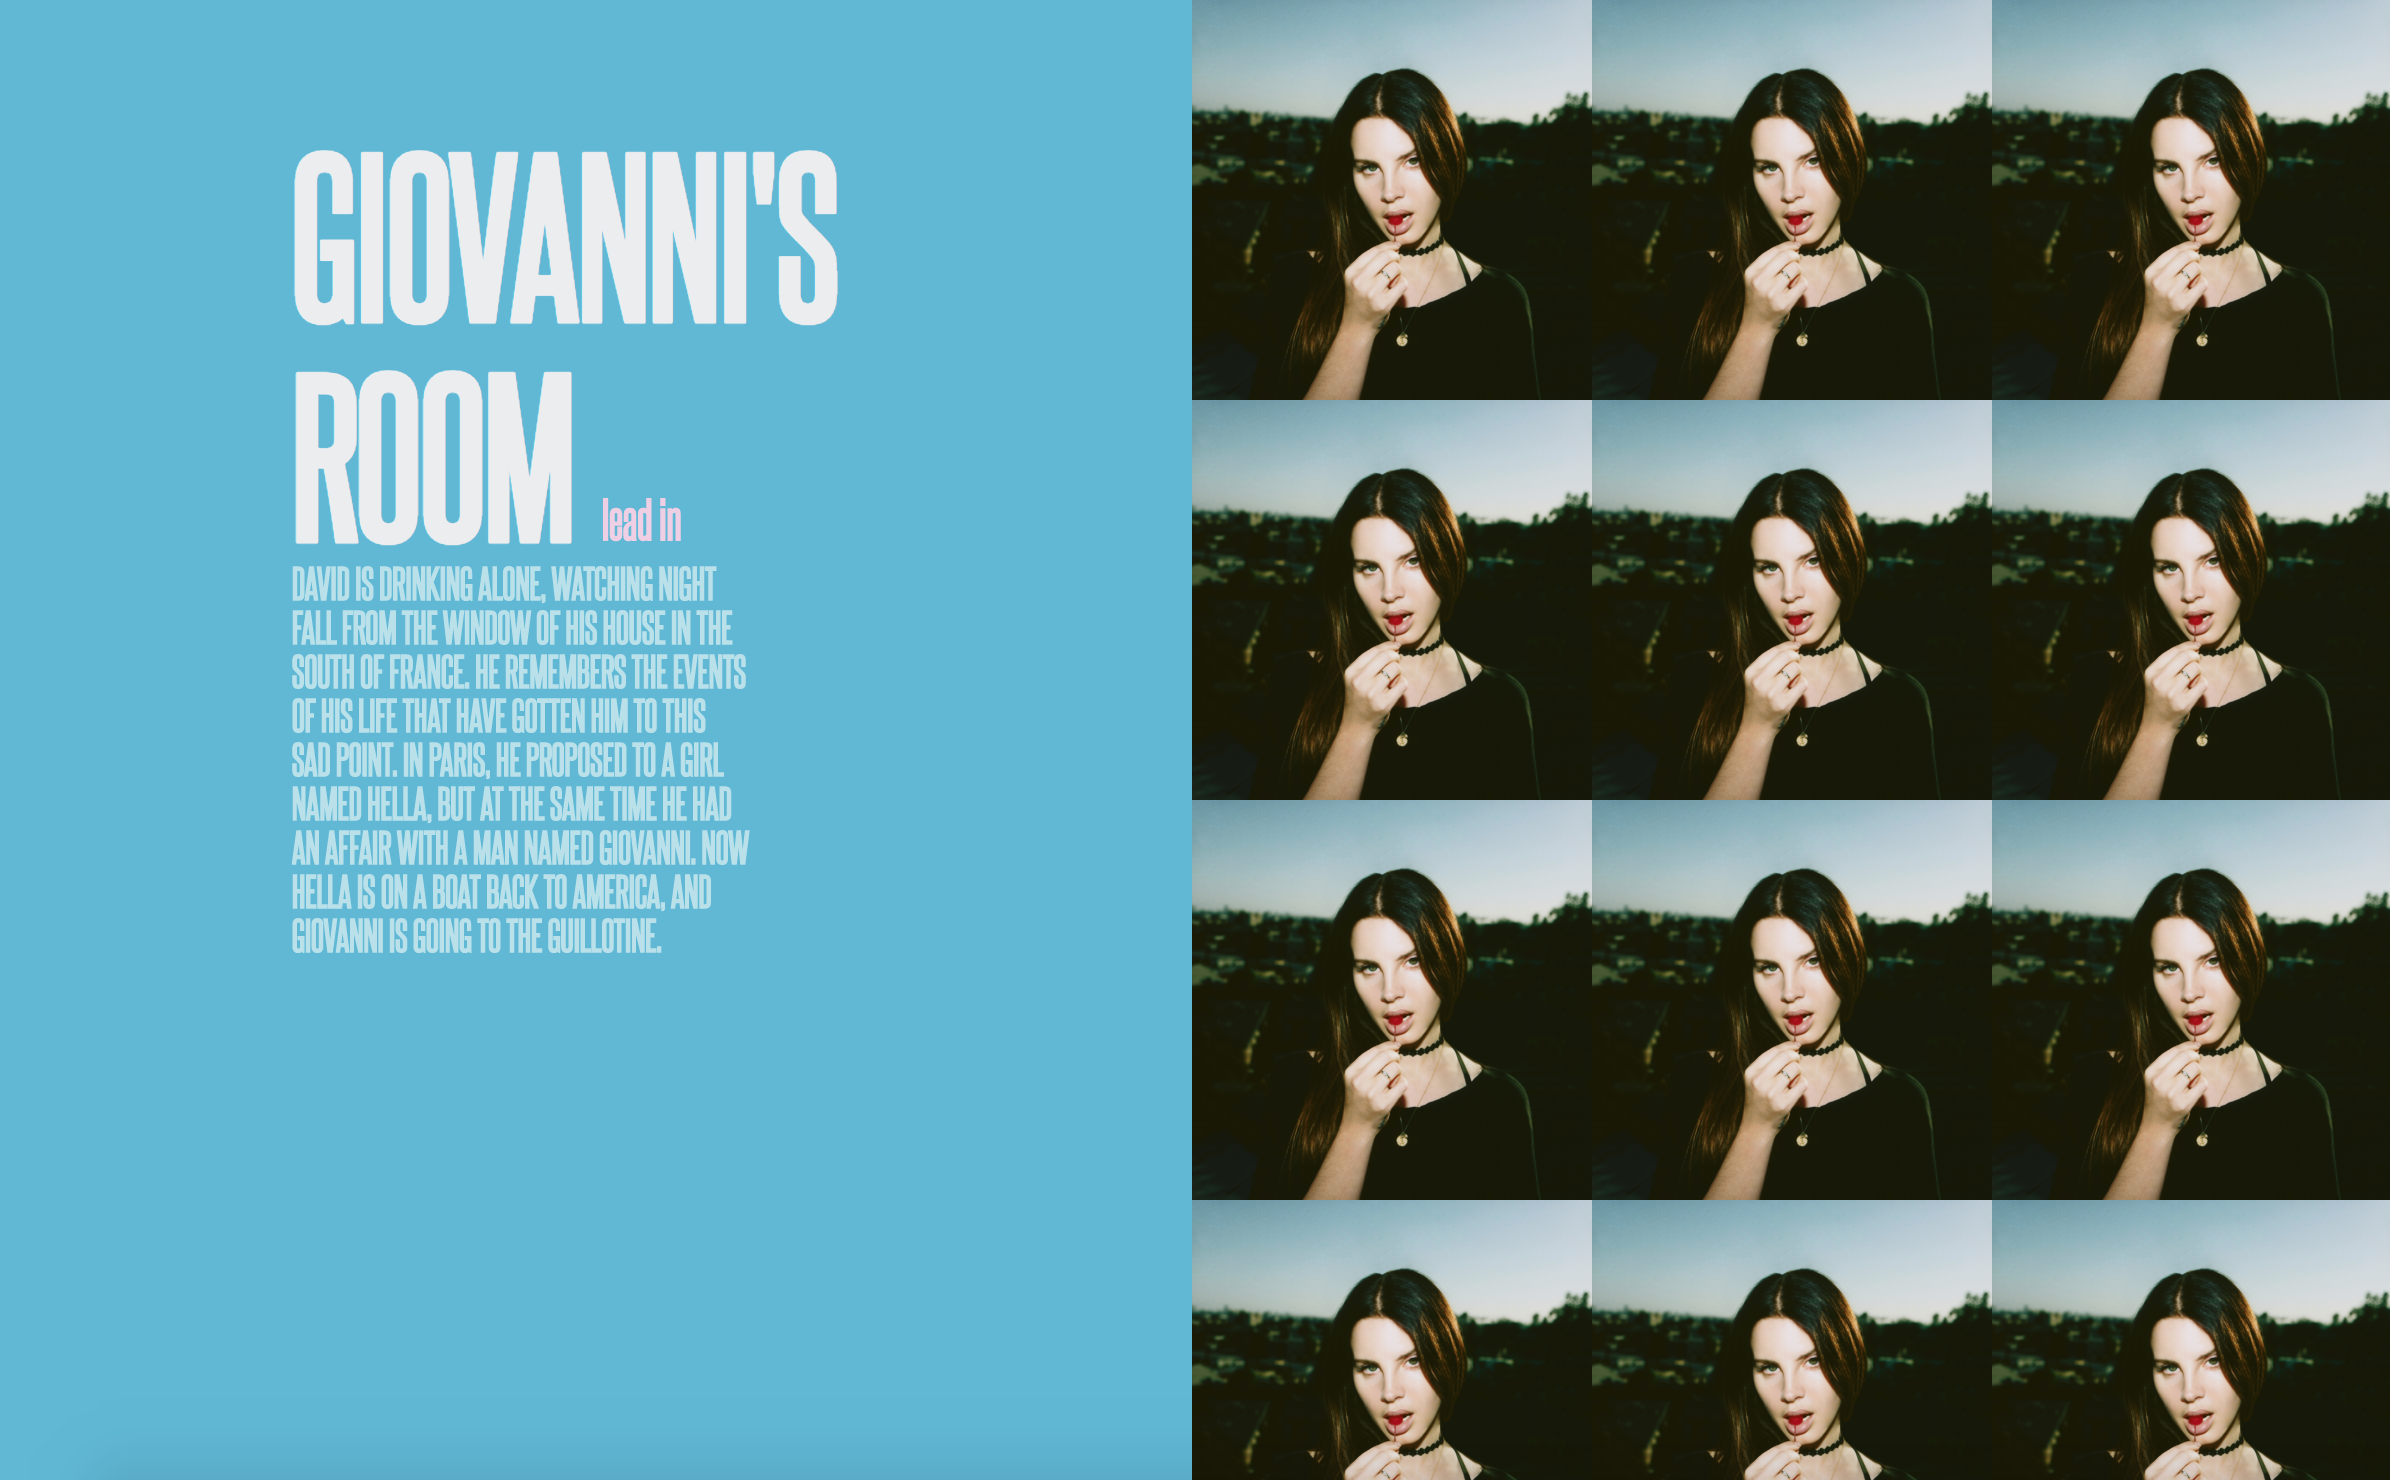 GIOVANNI'S
ROOM lead in
DAVID IS DRINKING ALONE, WATCHING NIGHT
FALL FROM THE WINDOW OF HIS HOUSE IN THE
SOUTH OF FRANCE. HE REMEMBERS THE EVENTS
OF HIS LIFE THAT HAVE GOTTEN HIM TO THIS
SAD POINT. IN PARIS, HE PROPOSED TO A GIRL
NAMED HELLA, BUT AT THE SAME TIME HE HAD
AN AFFAIR WITH A MAN NAMED GIOVANNI. NOW
HELLA IS ON A BOAT BACK TO AMERICA, AND
GIOVANNI IS GOING TO THE GUILLOTINE.